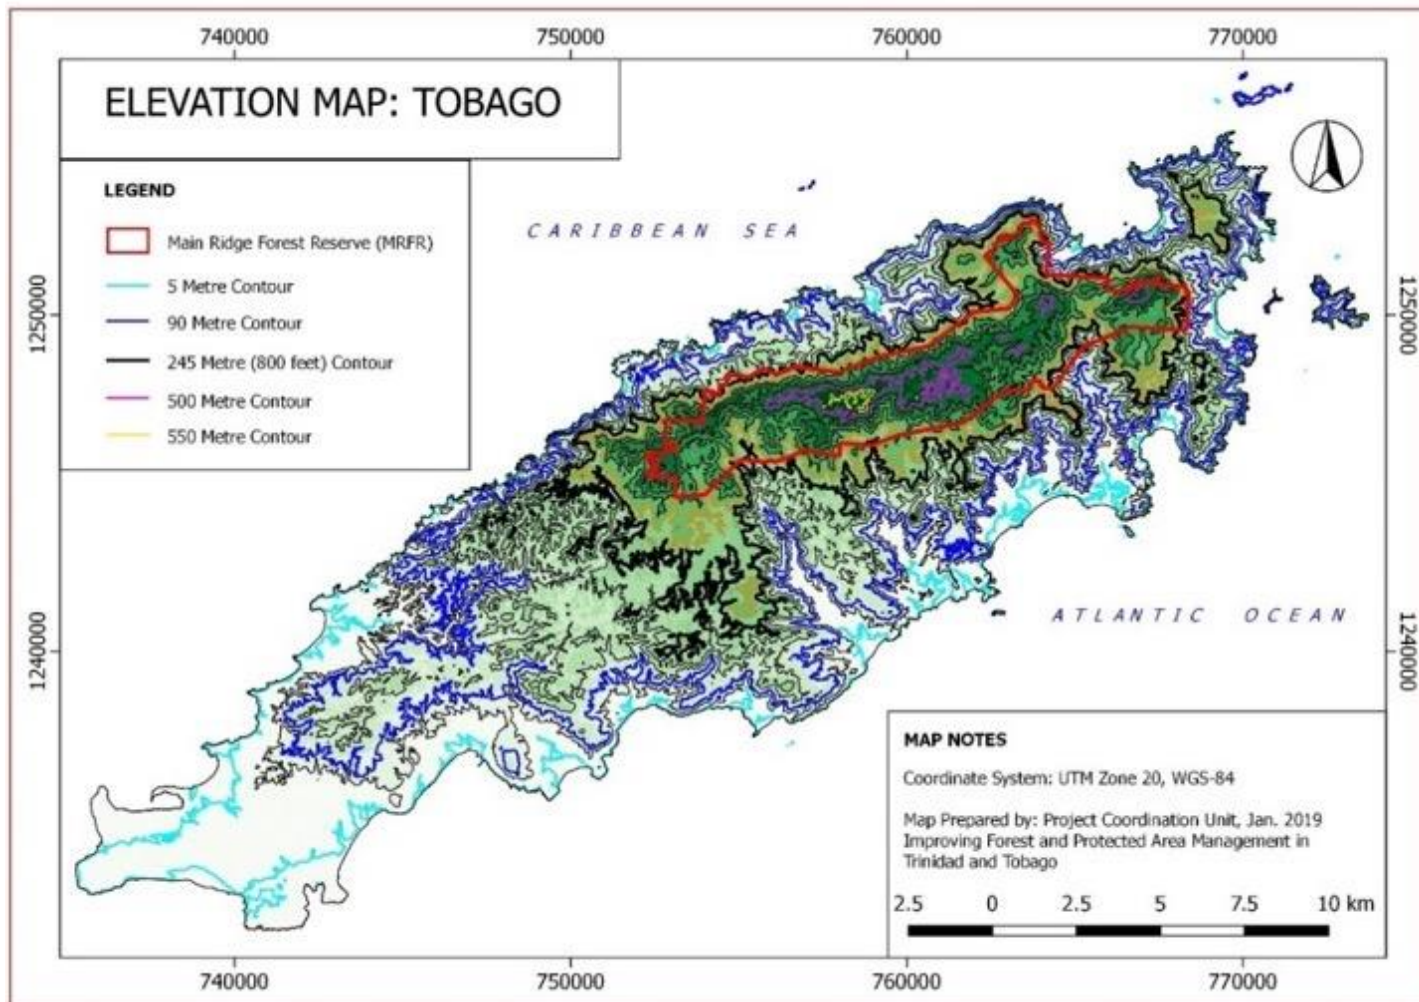 740000
750000
760000
770000
ELEVATION MAP: TOBAGO
LEGEND
Main Ridge Forest Reserve (MRFR)
5 Metre Contour
90 Metre Contour
245 Metre (800 feet) Contour
500 Metre Contour
550 Metre Contour
CARIBBEAN SEA
1250000
1250000
ATLANTIC OCEAN
1240000
1240000
MAP NOTES
Coordinate System: UTM Zone 20, WGS-84
Map Prepared by: Project Coordination Unit, Jan. 2019
Improving Forest and Protected Area Management in
Trinidad and Tobago
2.5 0 2.5 5 7.5 10 km
740000
750000
760000
770000